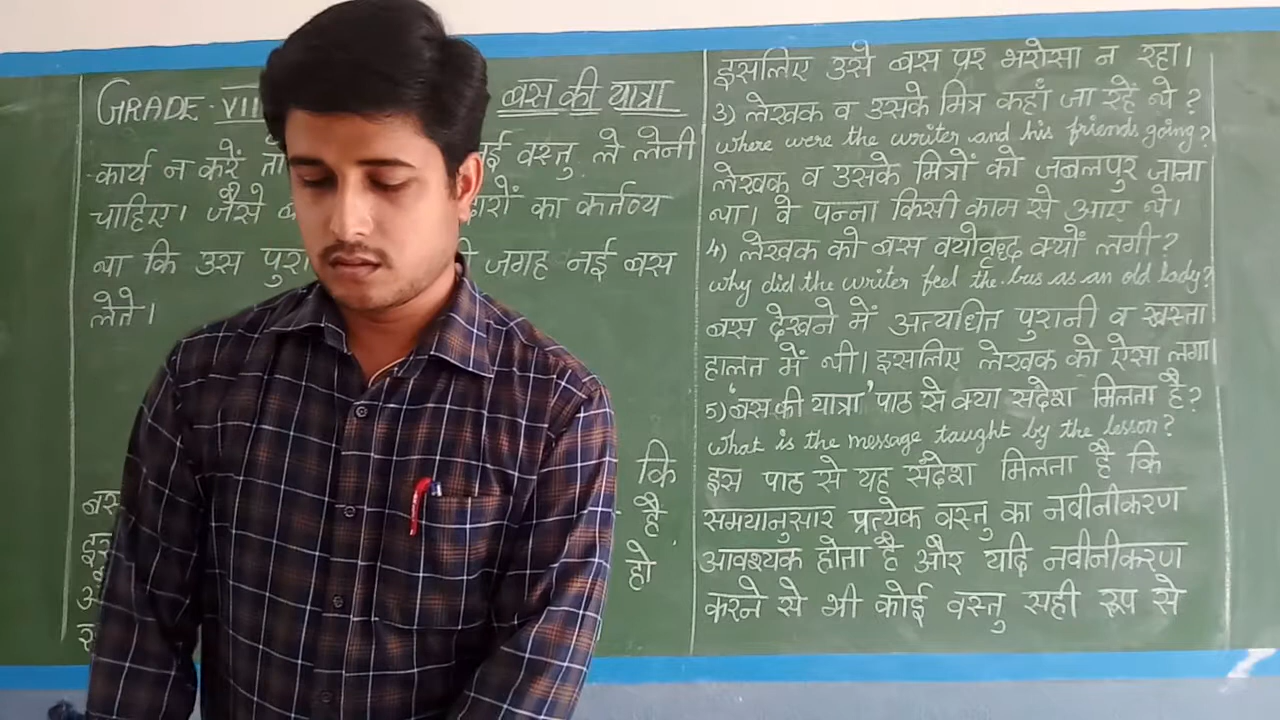 GRADE - VII
बस की यात्रा
कार्य न करें ई वस्तु ले लेनी
चाहिए। जैसे का कर्तव्य
था कि उस जगह नई बस
लेते।
बस कि
है
हो
इसलिए उसे बस पर भरोसा न रहा।
3) लेखक व उसके मित्र कहाँ जा रहें थे ?
where were the writer and his friends going?
लेखक व उसके मित्रों को जबलपुर जाना
था। वे पन्ना किसी काम से आए थे।
4) लेखक को बस वयोवृध्द क्यों लगी ?
why did the writer feel the bus as an old lady?
बस देखने में अत्याधित पुरानी व खस्ता
हालत में थी। इसलिए लेखक को ऐसा लगा।
5) 'बस की यात्रा' पाठ से क्या संदेश मिलता है?
what is the message taught by the lesson?
इस पाठ से यह संदेश मिलता है कि
समयानुसार प्रत्येक वस्तु का नवीनीकरण
आवश्यक होता है और यदि नवीनीकरण
करने से भी कोई वस्तु सही रूप से